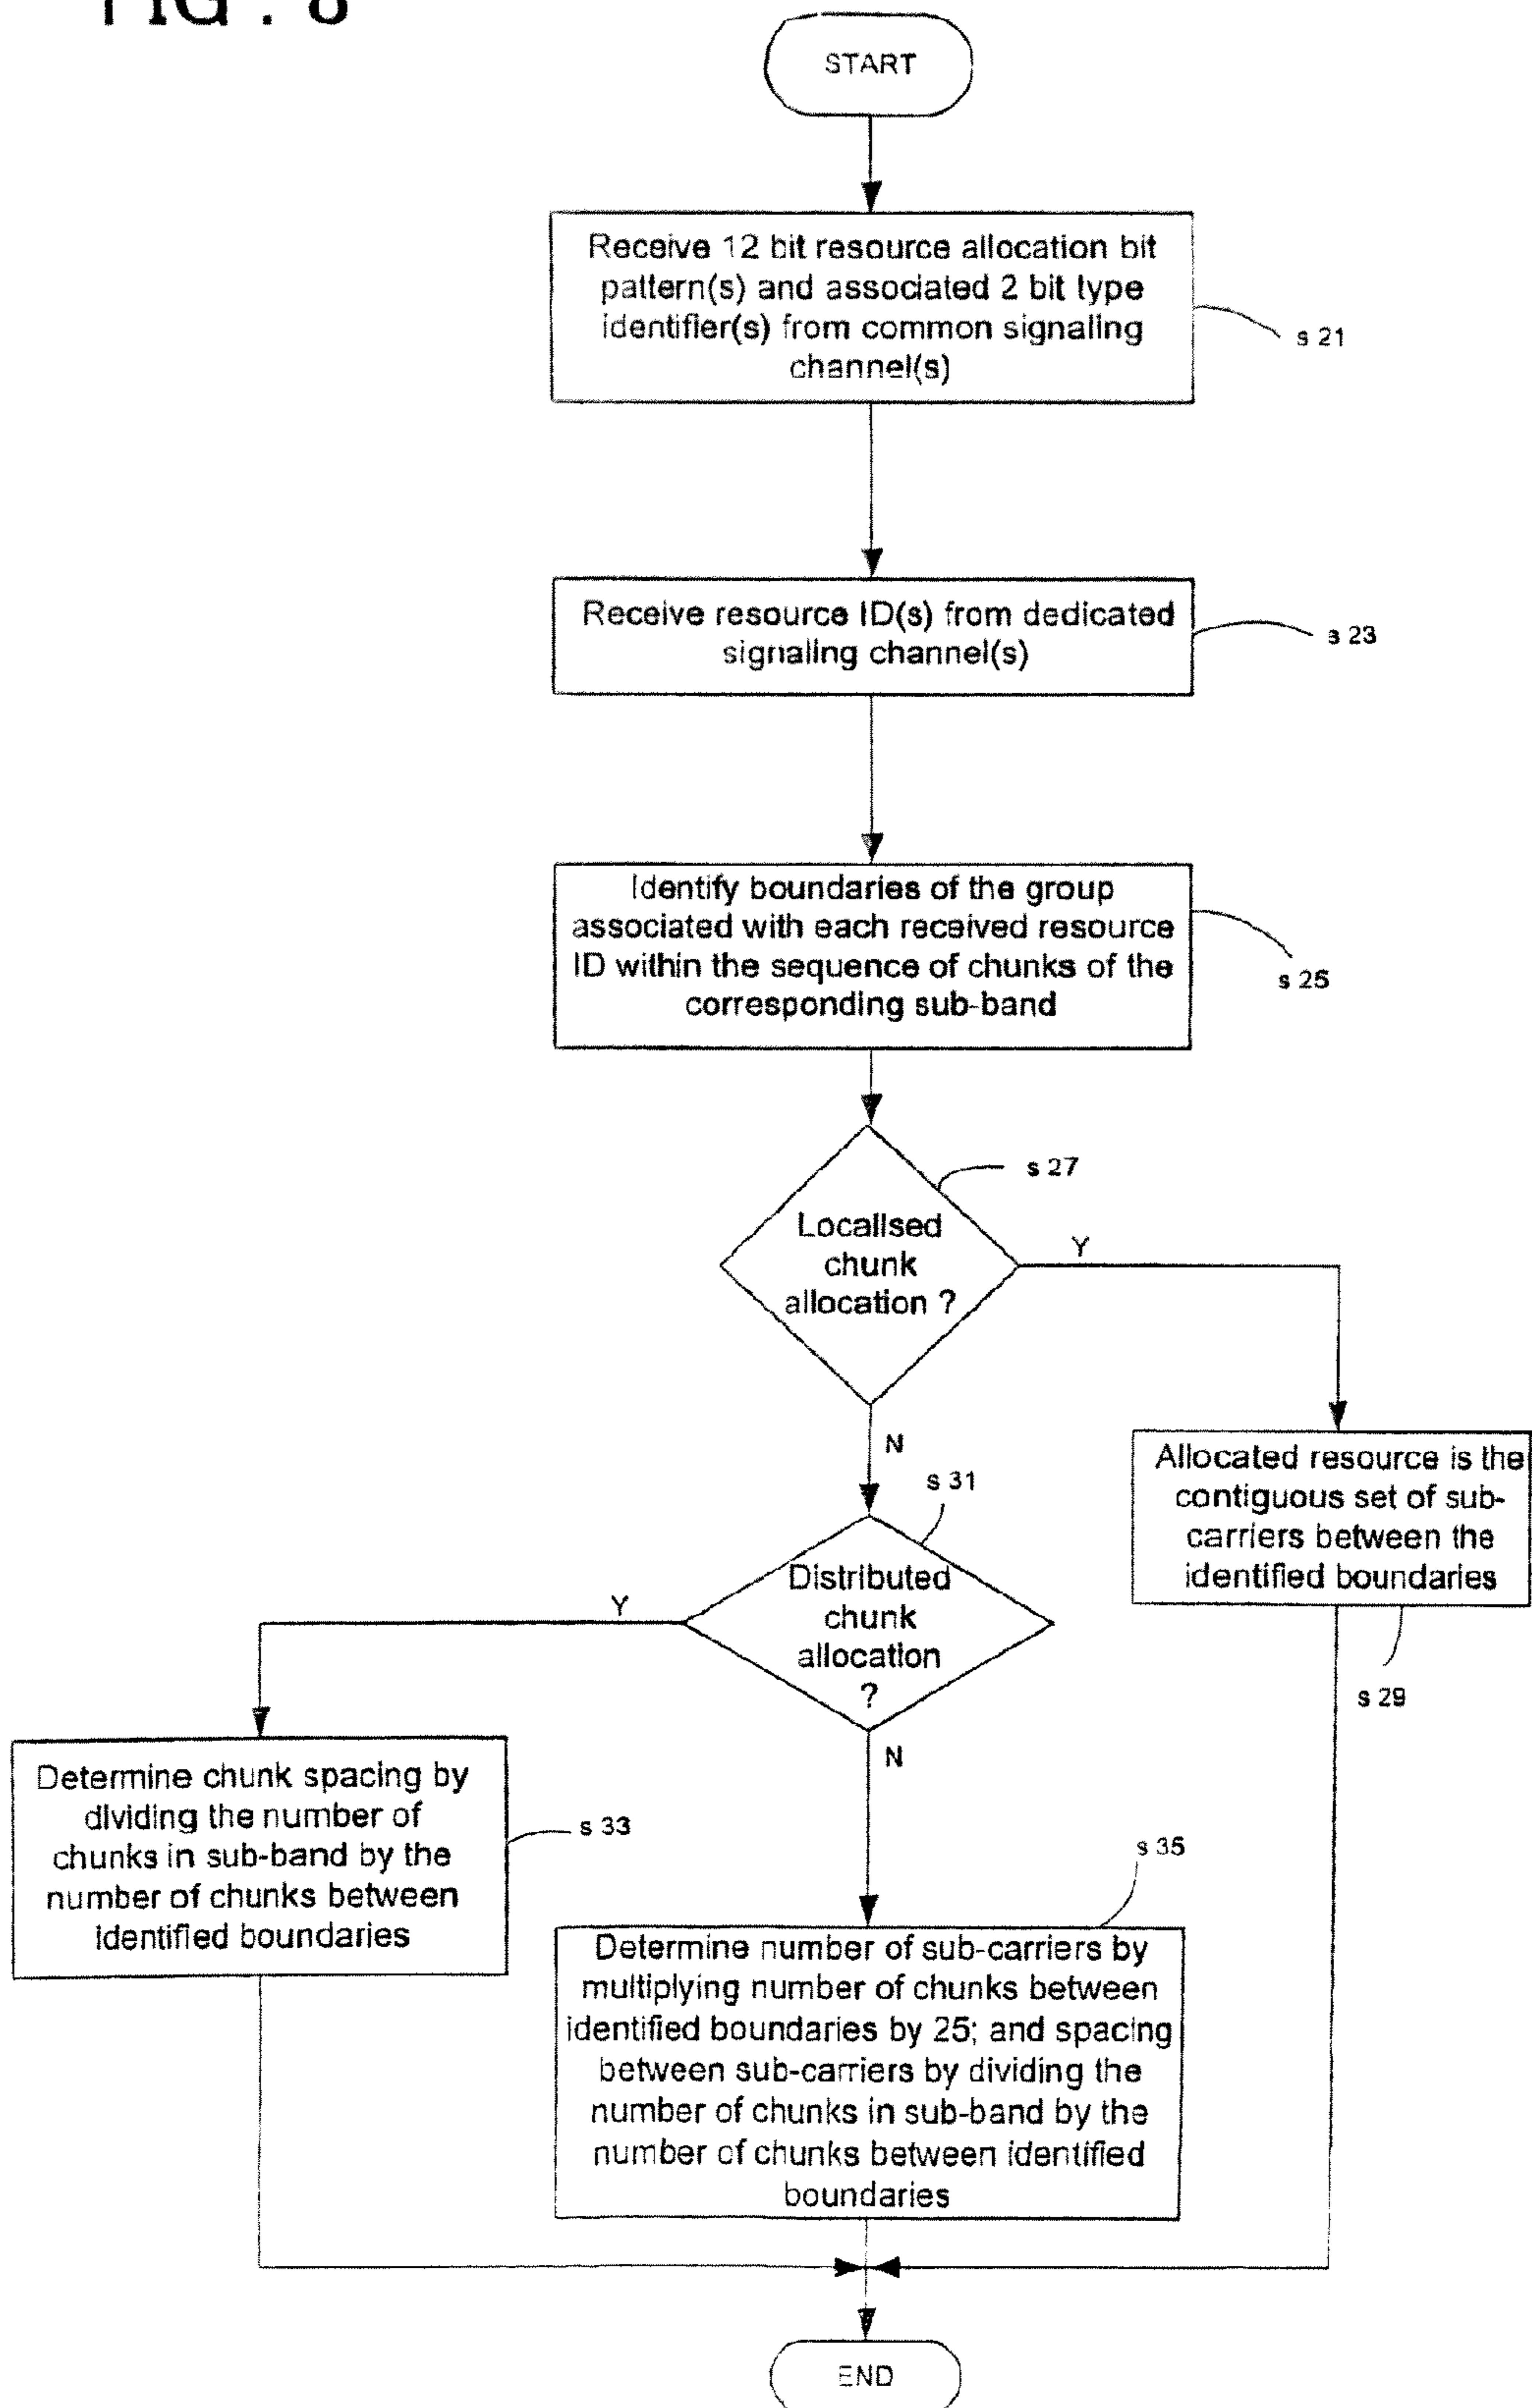 FIG. 8
START
Receive 12 bit resource allocation bit
pattern(s) and associated 2 bit type
identifier(s) from common signaling
channel(s)
s 21
Receive resource ID(s) from dedicated
signaling channel(s)
s 23
Identify boundaries of the group
associated with each received resource
ID within the sequence of chunks of the
corresponding sub-band
s 25
s 27
Localised
chunk
allocation ?
Y
N
Allocated resource is the
contiguous set of sub-
carriers between the
identified boundaries
s 29
s 31
Distributed
chunk
allocation
?
Y
N
Determine chunk spacing by
dividing the number of
chunks in sub-band by the
number of chunks between
identified boundaries
s 33
s 35
Determine number of sub-carriers by
multiplying number of chunks between
identified boundaries by 25; and spacing
between sub-carriers by dividing the
number of chunks in sub-band by the
number of chunks between identified
boundaries
END